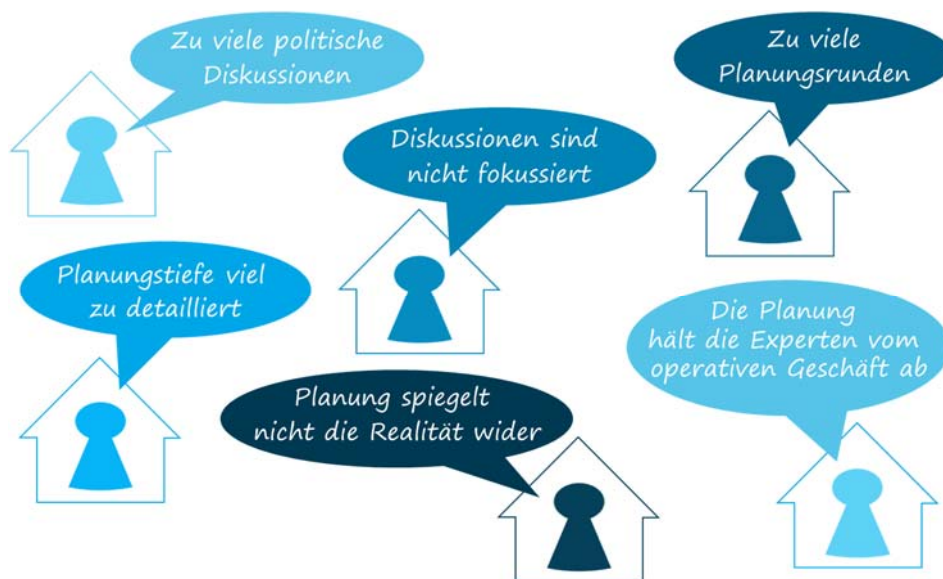 Zu viele politische
Diskussionen
Zu viele
Planungsrunden
Diskussionen sind
nicht fokussiert
Planungstiefe viel
zu detailliert
Die Planung
hält die Experten vom
operativen Geschäft ab
Planung spiegelt
nicht die Realität wider